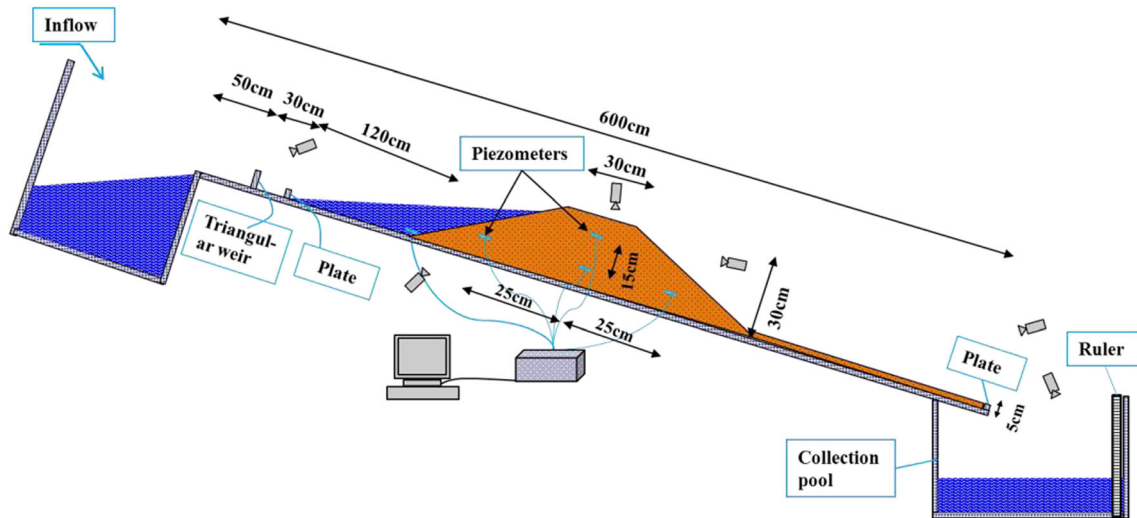 Inflow
50cm
30cm
120cm
600cm
Piezometers
30cm
Triangul-
ar weir
Plate
15cm
25cm
25cm
30cm
Plate
Ruler
5cm
Collection
pool